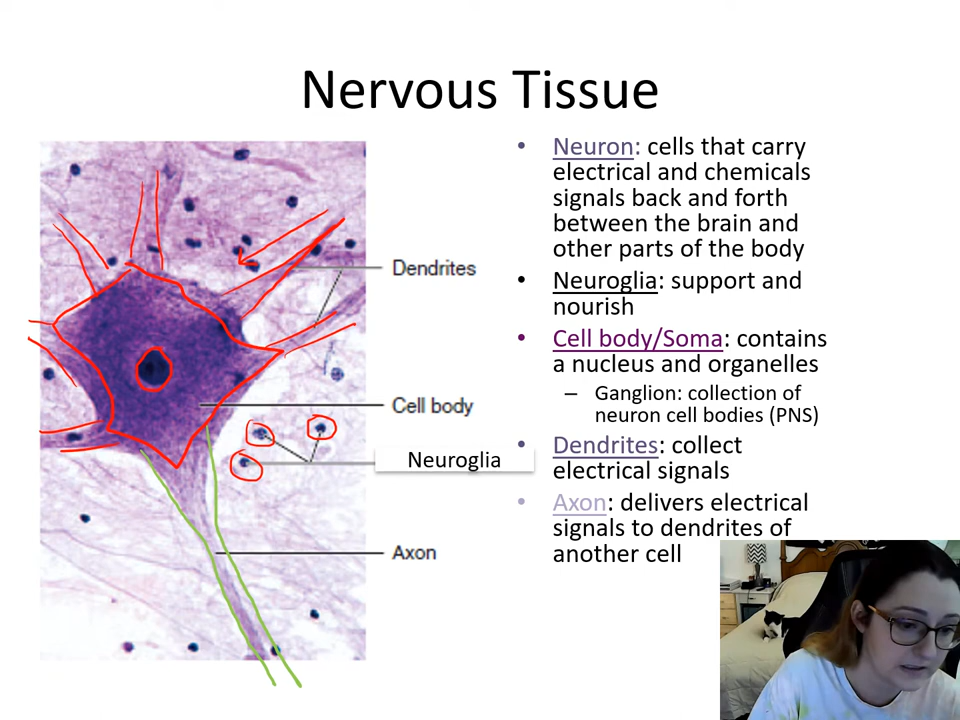 Nervous Tissue
• Neuron: cells that carry
electrical and chemicals
signals back and forth
between the brain and
other parts of the body
• Neuroglia: support and
nourish
• Cell body/Soma: contains
a nucleus and organelles
– Ganglion: collection of
neuron cell bodies (PNS)
• Dendrites: collect
electrical signals
• Axon: delivers electrical
signals to dendrites of
another cell
Dendrites
Cell body
Neuroglia
Axon